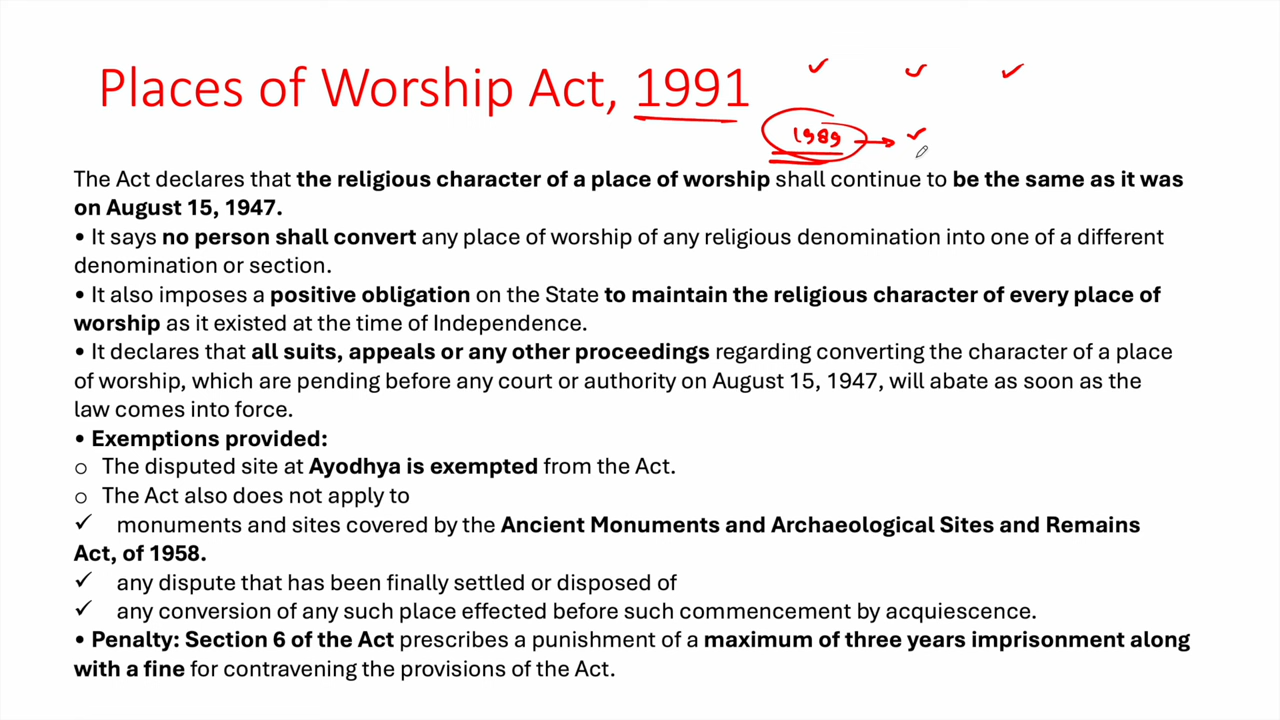 Places of Worship Act, 1991
1989
The Act declares that the religious character of a place of worship shall continue to be the same as it was
on August 15, 1947.
• It says no person shall convert any place of worship of any religious denomination into one of a different
denomination or section.
• It also imposes a positive obligation on the State to maintain the religious character of every place of
worship as it existed at the time of Independence.
• It declares that all suits, appeals or any other proceedings regarding converting the character of a place
of worship, which are pending before any court or authority on August 15, 1947, will abate as soon as the
law comes into force.
• Exemptions provided:
o The disputed site at Ayodhya is exempted from the Act.
o The Act also does not apply to
✓ monuments and sites covered by the Ancient Monuments and Archaeological Sites and Remains
Act, of 1958.
✓ any dispute that has been finally settled or disposed of
✓ any conversion of any such place effected before such commencement by acquiescence.
• Penalty: Section 6 of the Act prescribes a punishment of a maximum of three years imprisonment along
with a fine for contravening the provisions of the Act.